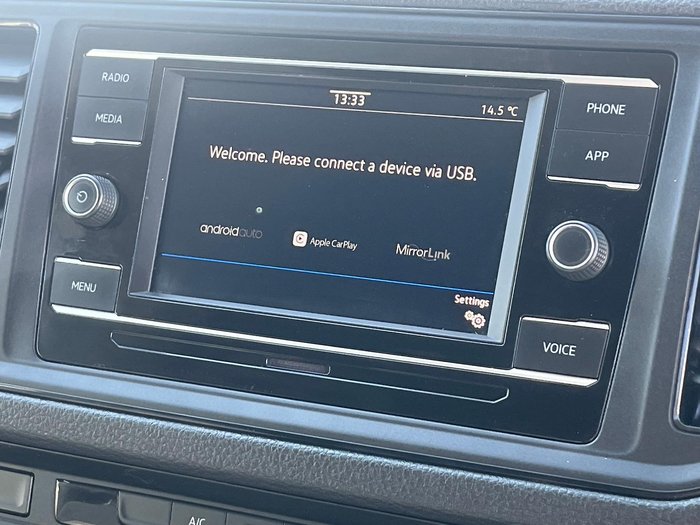 RADIO
MEDIA
13:33
14.5 °C
PHONE
APP
Welcome. Please connect a device via USB.
androidauto
Apple CarPlay
MirrorLink
MENU
Settings
VOICE
A/C